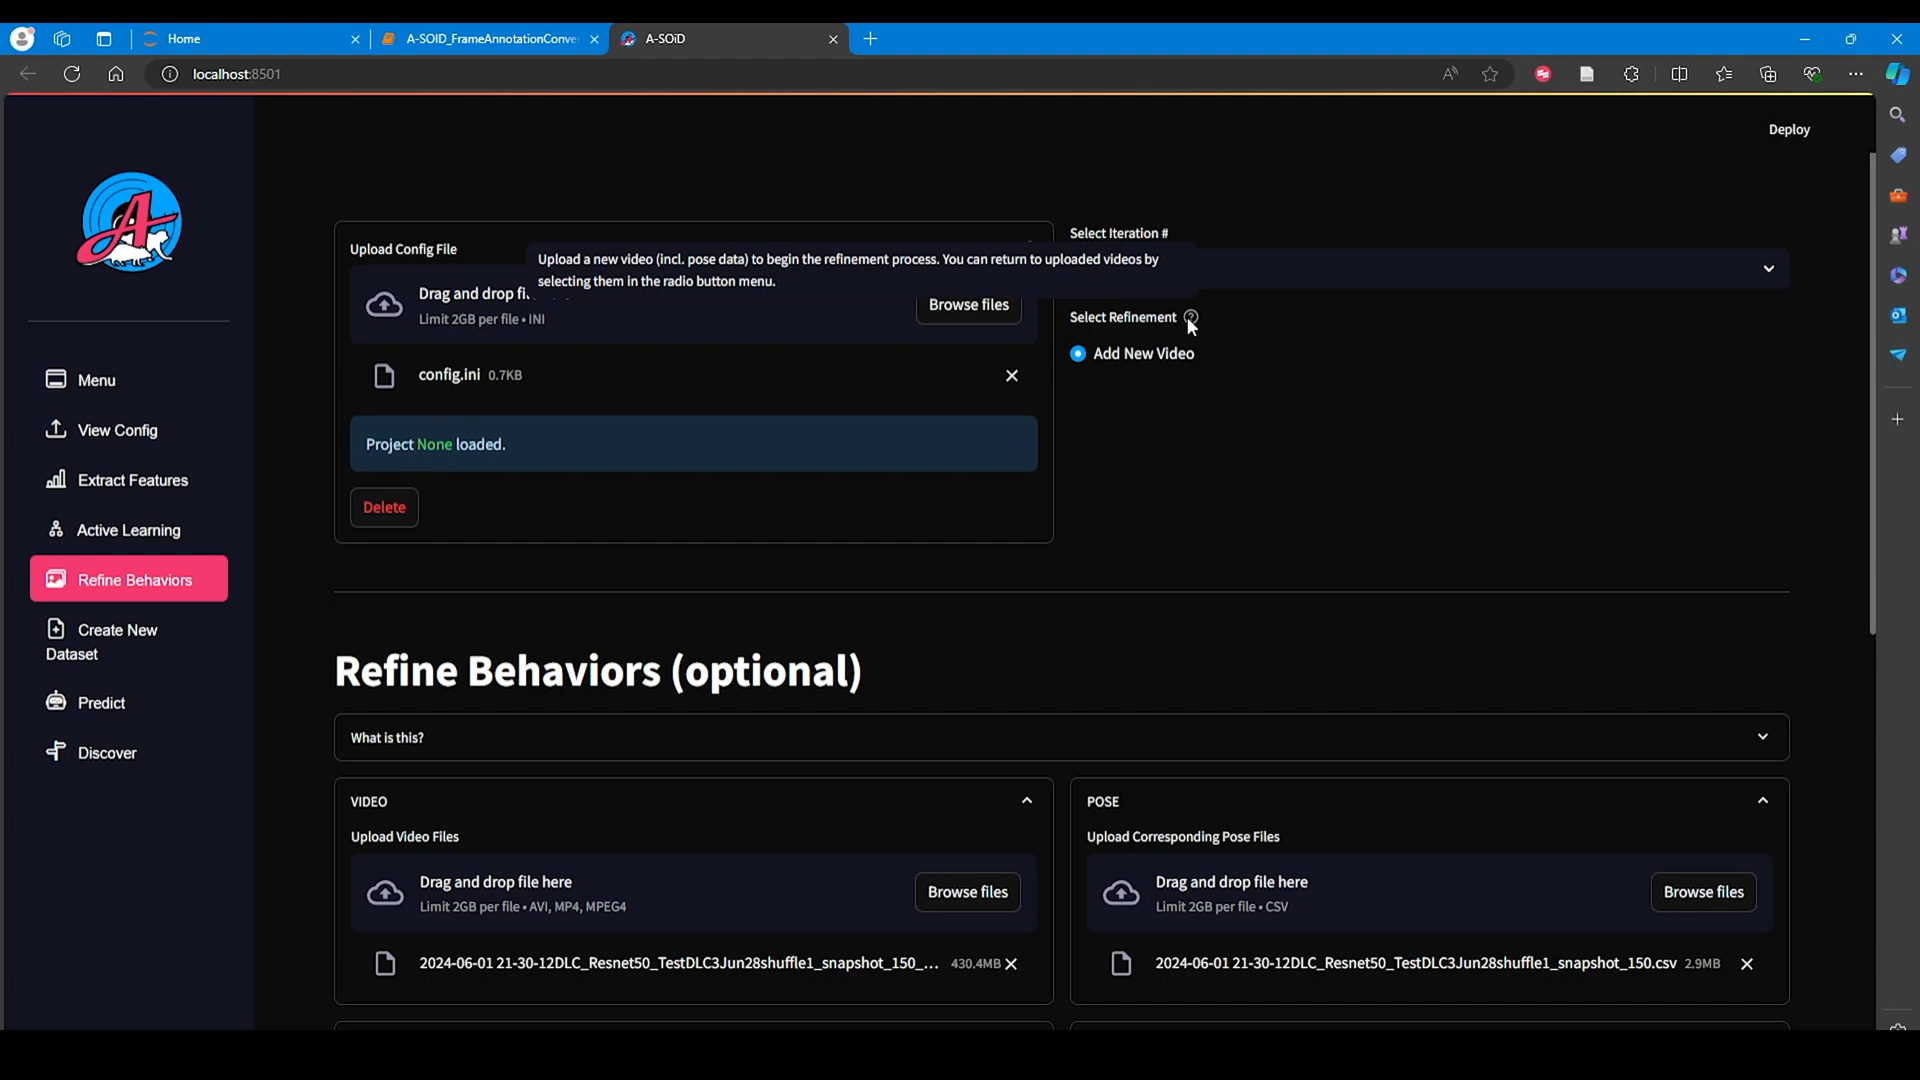 Home
A-SOID_FrameAnnotationConve
A-SOiD
localhost:8501
Deploy
Menu
View Config
Extract Features
Active Learning
Refine Behaviors
Create New
Dataset
Predict
Discover
Upload Config File
Upload a new video (incl. pose data) to begin the refinement process. You can return to uploaded videos by
selecting them in the radio button menu.
Drag and drop
Limit 2GB per file • INI
Browse files
config.ini 0.7KB
Project None loaded.
Delete
Select Iteration #
Select Refinement
Add New Video
Refine Behaviors (optional)
What is this?
VIDEO
Upload Video Files
Drag and drop file here
Limit 2GB per file • AVI, MP4, MPEG4
Browse files
2024-06-01 21-30-12DLC_Resnet50_TestDLC3Jun28shuffle1_snapshot_150_... 430.4MB
POSE
Upload Corresponding Pose Files
Drag and drop file here
Limit 2GB per file • CSV
Browse files
2024-06-01 21-30-12DLC_Resnet50_TestDLC3Jun28shuffle1_snapshot_150.csv 2.9MB